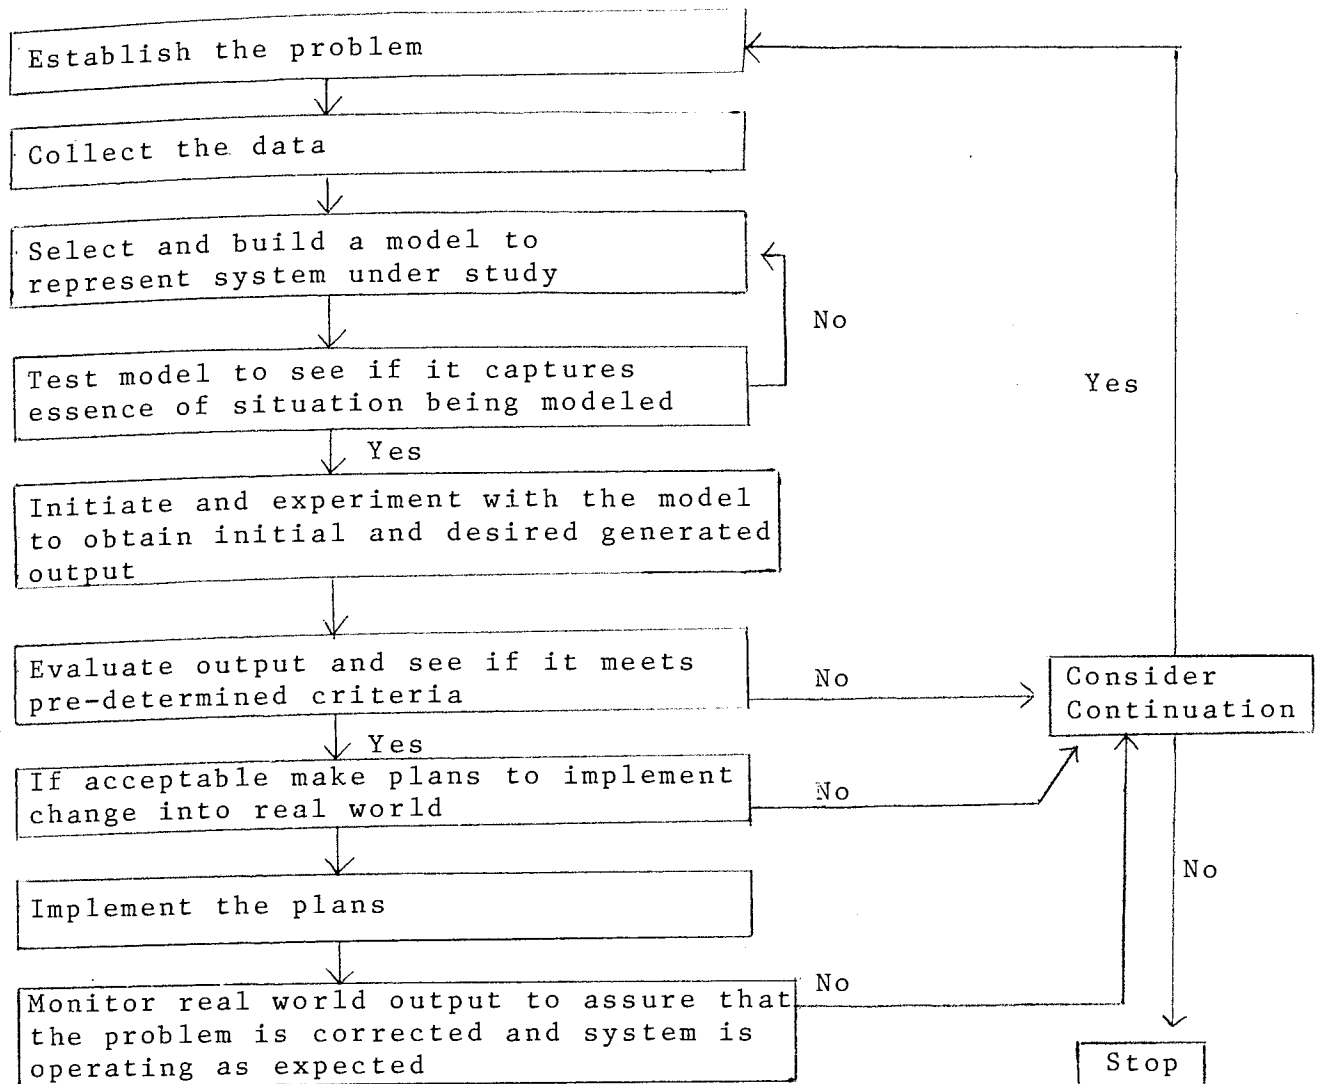 Establish the problem
Collect the data
Select and build a model to
represent system under study
No
Test model to see if it captures
essence of situation being modeled
Yes
Yes
Initiate and experiment with the model
to obtain initial and desired generated
output
Evaluate output and see if it meets
pre-determined criteria
No
Consider
Continuation
Yes
If acceptable make plans to implement
change into real world
No
No
Implement the plans
Monitor real world output to assure that
the problem is corrected and system is
operating as expected
No
Stop